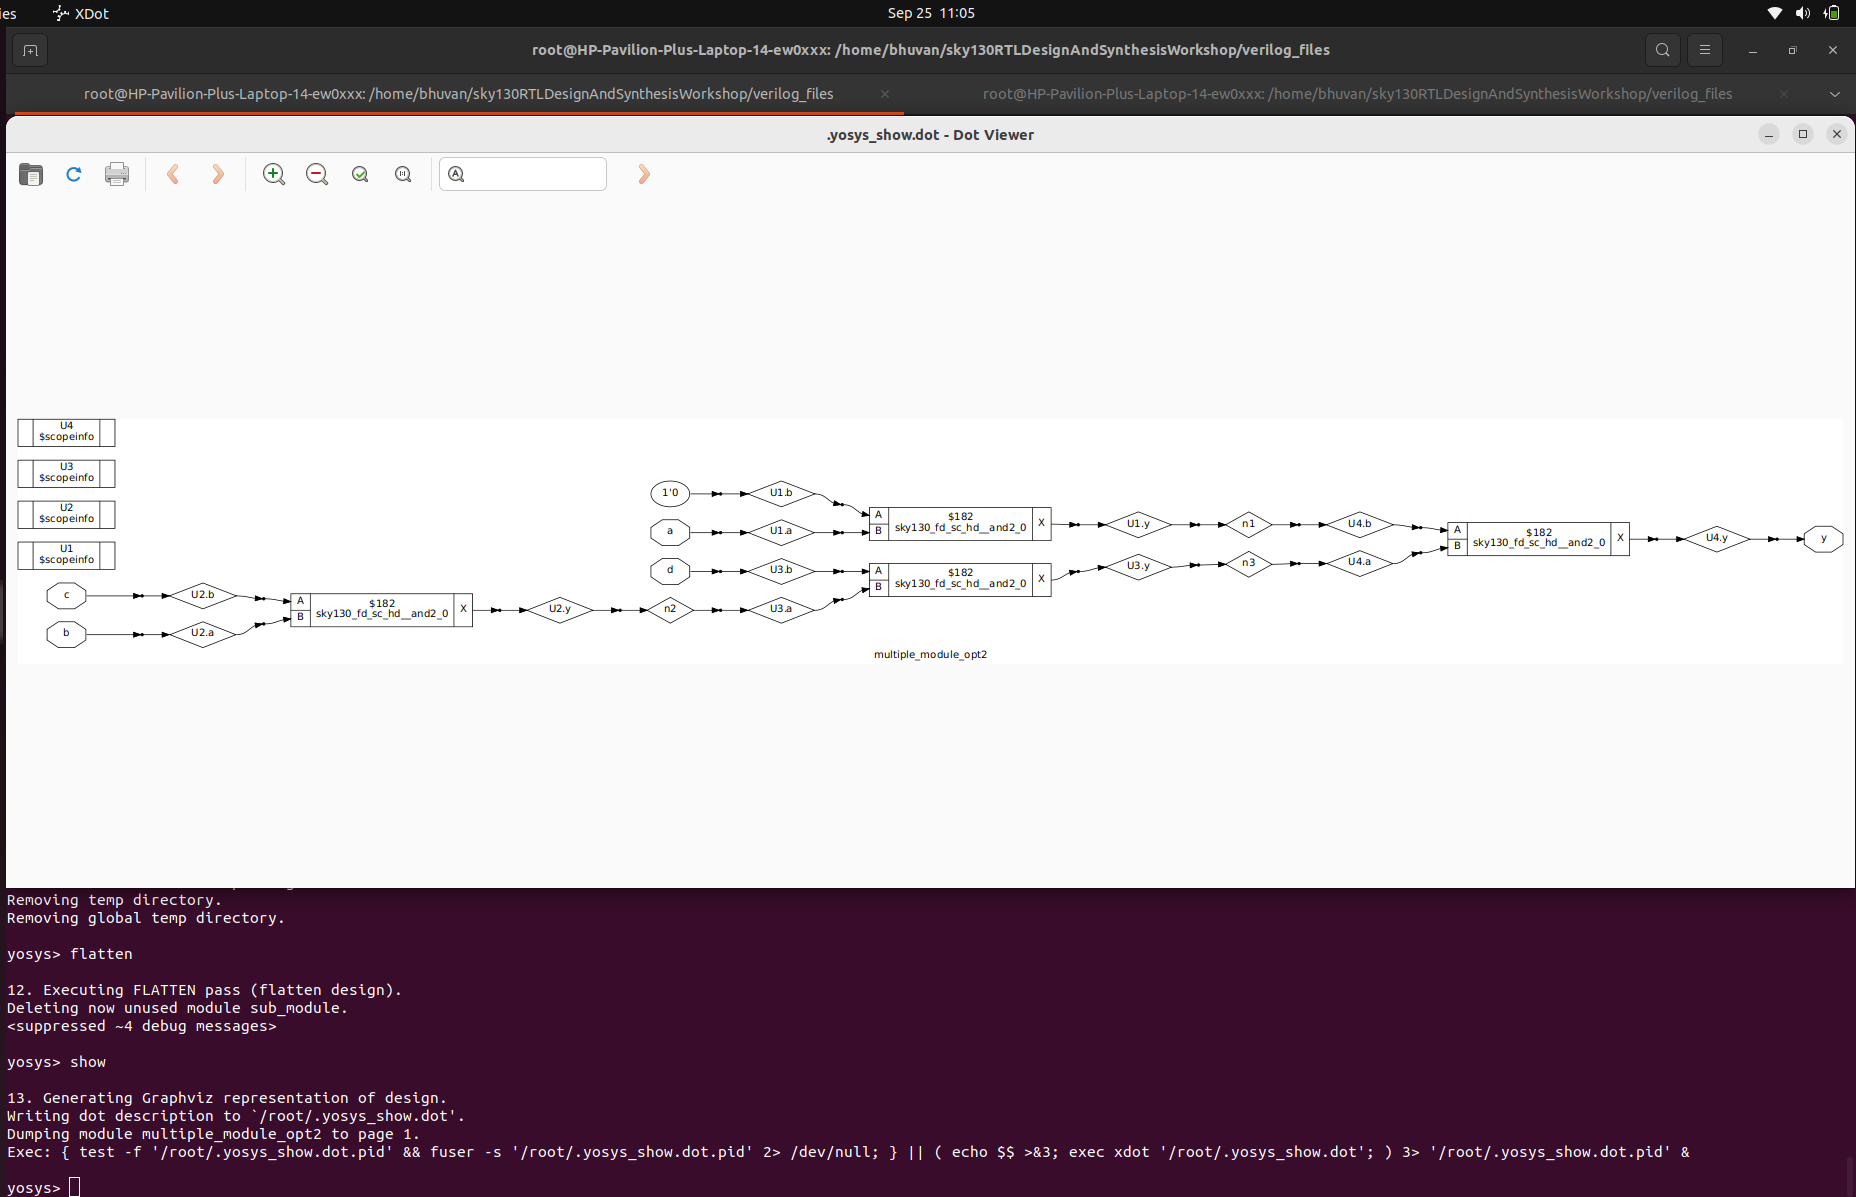 ies XDot Sep 25 11:05
root@HP-Pavilion-Plus-Laptop-14-ew0xxx: /home/bhuvan/sky130RTLDesignAndSynthesisWorkshop/verilog_files
root@HP-Pavilion-Plus-Laptop-14-ew0xxx: /home/bhuvan/sky130RTLDesignAndSynthesisWorkshop/verilog_files
root@HP-Pavilion-Plus-Laptop-14-ew0xxx: /home/bhuvan/sky130RTLDesignAndSynthesisWorkshop/verilog_files
.yosys_show.dot - Dot Viewer
U4
$scopeinfo
U3
$scopeinfo
U2
$scopeinfo
U1
$scopeinfo
c
U2.b
b
U2.a
A
B
$182
sky130_fd_sc_hd__and2_0
X
U2.y
n2
1'0
U1.b
a
U1.a
d
U3.b
U3.a
A
B
$182
sky130_fd_sc_hd__and2_0
X
A
B
$182
sky130_fd_sc_hd__and2_0
X
U1.y
n1
U4.b
U3.y
n3
U4.a
A
B
$182
sky130_fd_sc_hd__and2_0
X
U4.y
y
multiple_module_opt2
Removing temp directory.
Removing global temp directory.
yosys> flatten
12. Executing FLATTEN pass (flatten design).
Deleting now unused module sub_module.
<suppressed ~4 debug messages>
yosys> show
13. Generating Graphviz representation of design.
Writing dot description to `/root/.yosys_show.dot'.
Dumping module multiple_module_opt2 to page 1.
Exec: { test -f '/root/.yosys_show.dot.pid' && fuser -s '/root/.yosys_show.dot.pid' 2> /dev/null; } || ( echo $$ >&3; exec xdot '/root/.yosys_show.dot'; ) 3> '/root/.yosys_show.dot.pid' &
yosys>